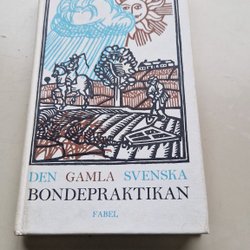 DEN GAMLA SVENSKA
BONDEPRAKTIKAN
FABEL